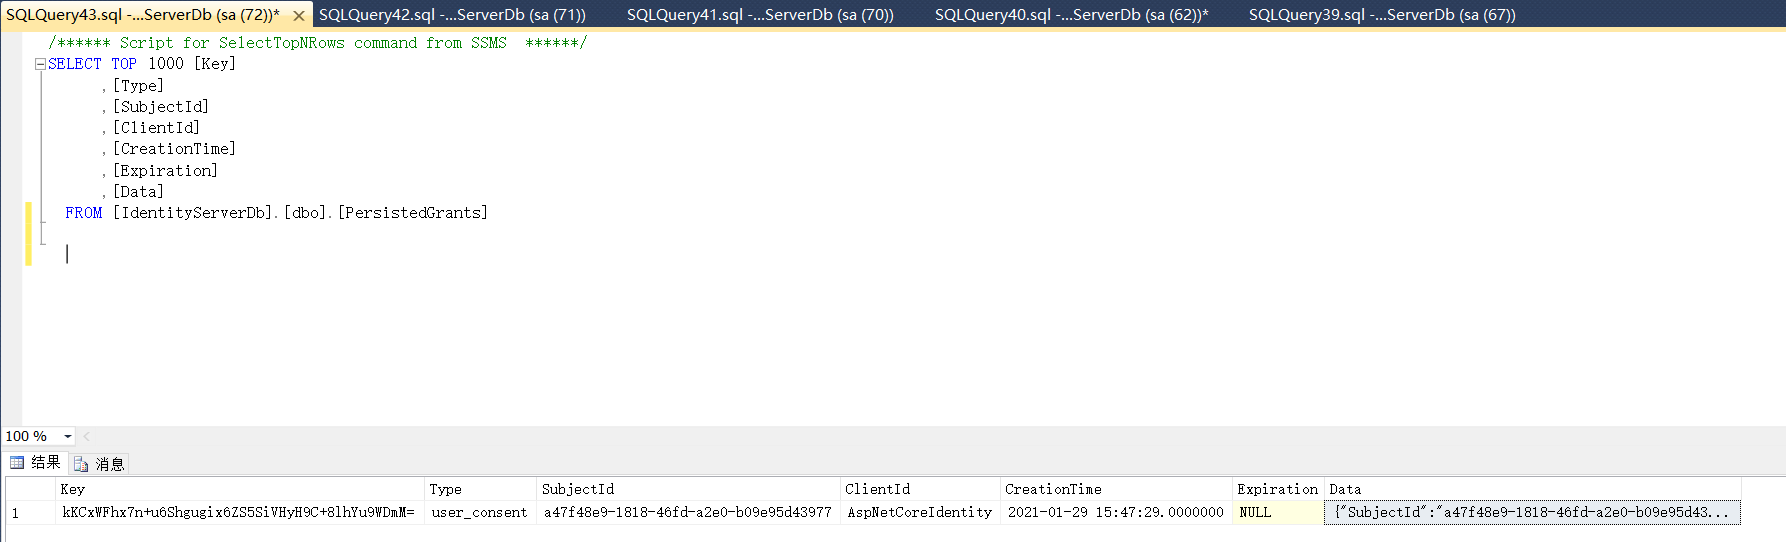 SQLQuery43.sql -...ServerDb (sa (72))* SQLQuery42.sql -...ServerDb (sa (71)) SQLQuery41.sql -...ServerDb (sa (70)) SQLQuery40.sql -...ServerDb (sa (62))* SQLQuery39.sql -...ServerDb (sa (67))
/****** Script for SelectTopNRows command from SSMS ******/
SELECT TOP 1000 [Key]
,[Type]
,[SubjectId]
,[ClientId]
,[CreationTime]
,[Expiration]
,[Data]
FROM [IdentityServerDb].[dbo].[PersistedGrants]
100 %
结果 消息
Key Type SubjectId ClientId CreationTime Expiration Data
1 kKCxWFhx7n+u6Shgugix6ZS5SiVHyH9C+8lhYu9WDmM= user_consent a47f48e9-1818-46fd-a2e0-b09e95d43977 AspNetCoreIdentity 2021-01-29 15:47:29.0000000 NULL {"SubjectId":"a47f48e9-1818-46fd-a2e0-b09e95d43...